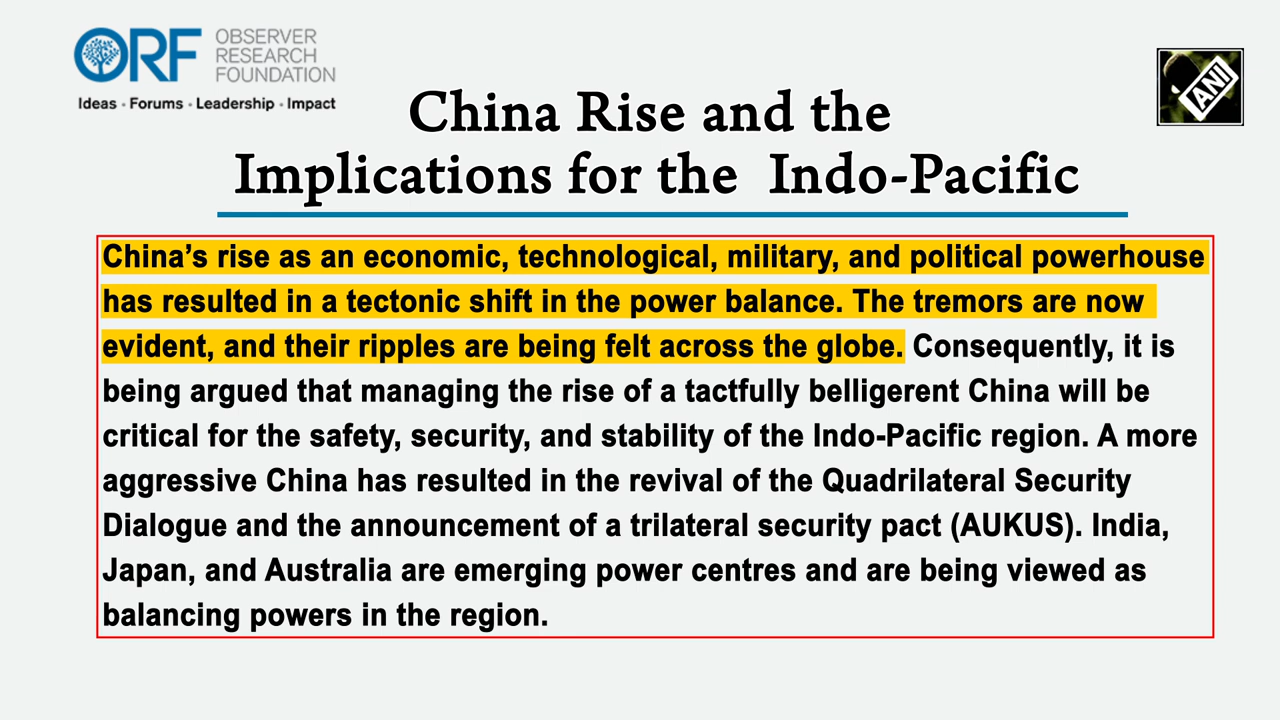 ORF
OBSERVER
RESEARCH
FOUNDATION
Ideas • Forums • Leadership • Impact
ANI
China Rise and the
Implications for the Indo-Pacific
China’s rise as an economic, technological, military, and political powerhouse
has resulted in a tectonic shift in the power balance. The tremors are now
evident, and their ripples are being felt across the globe. Consequently, it is
being argued that managing the rise of a tactfully belligerent China will be
critical for the safety, security, and stability of the Indo-Pacific region. A more
aggressive China has resulted in the revival of the Quadrilateral Security
Dialogue and the announcement of a trilateral security pact (AUKUS). India,
Japan, and Australia are emerging power centres and are being viewed as
balancing powers in the region.